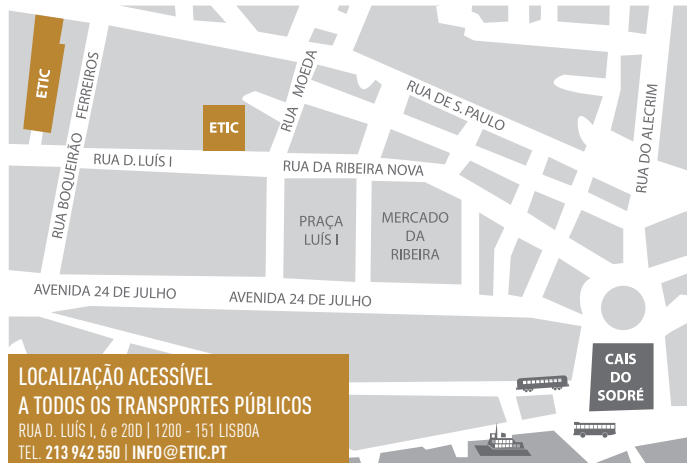 ETIC
RUA BOQUEIRÃO FERREIROS
ETIC
RUA MOEDA
RUA DE S. PAULO
RUA DO ALECRIM
RUA D. LUÍS I
RUA DA RIBEIRA NOVA
PRAÇA
LUÍS I
MERCADO
DA
RIBEIRA
AVENIDA 24 DE JULHO
AVENIDA 24 DE JULHO
CAIS
DO
SODRÉ
LOCALIZAÇÃO ACESSÍVEL
A TODOS OS TRANSPORTES PÚBLICOS
RUA D. LUÍS I, 6 e 20D | 1200 - 151 LISBOA
TEL. 213 942 550 | INFO@ETIC.PT